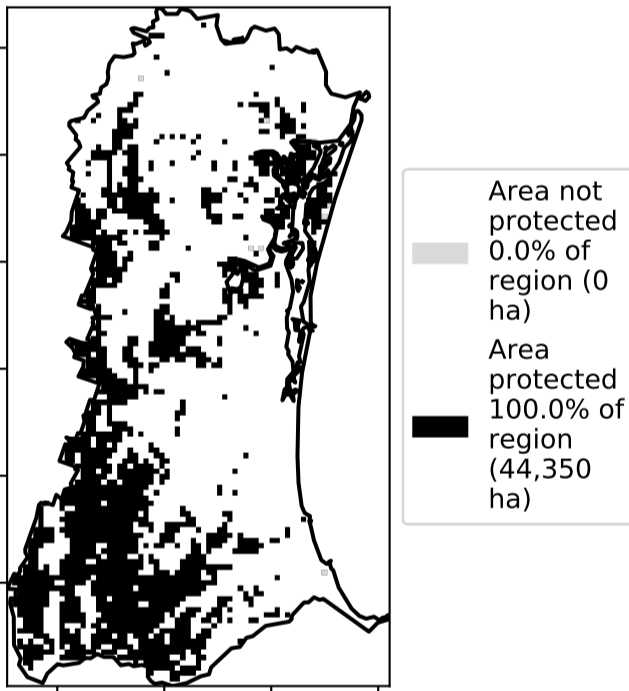 Area not
protected
0.0% of
region (0
ha)
Area
protected
100.0% of
region
(44,350
ha)